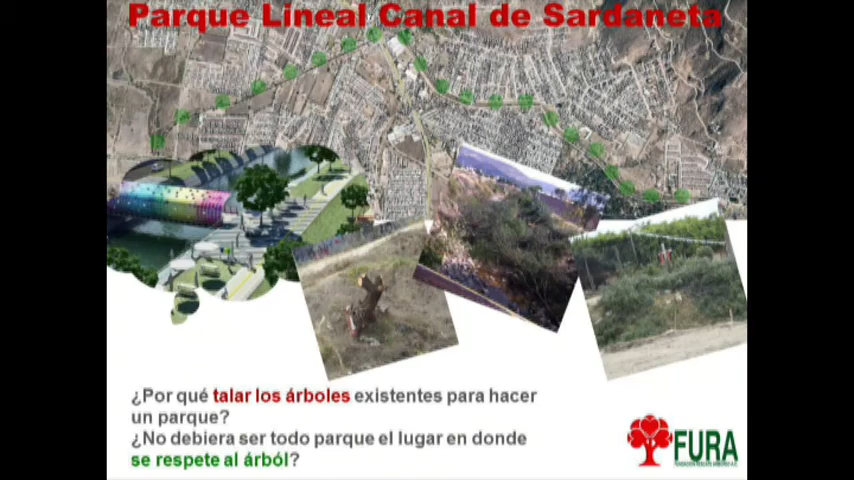 Parque Lineal Canal de Sardaneta
¿Por qué talar los árboles existentes para hacer
un parque?
¿No debiera ser todo parque el lugar en donde
se respete al árból?
FURA